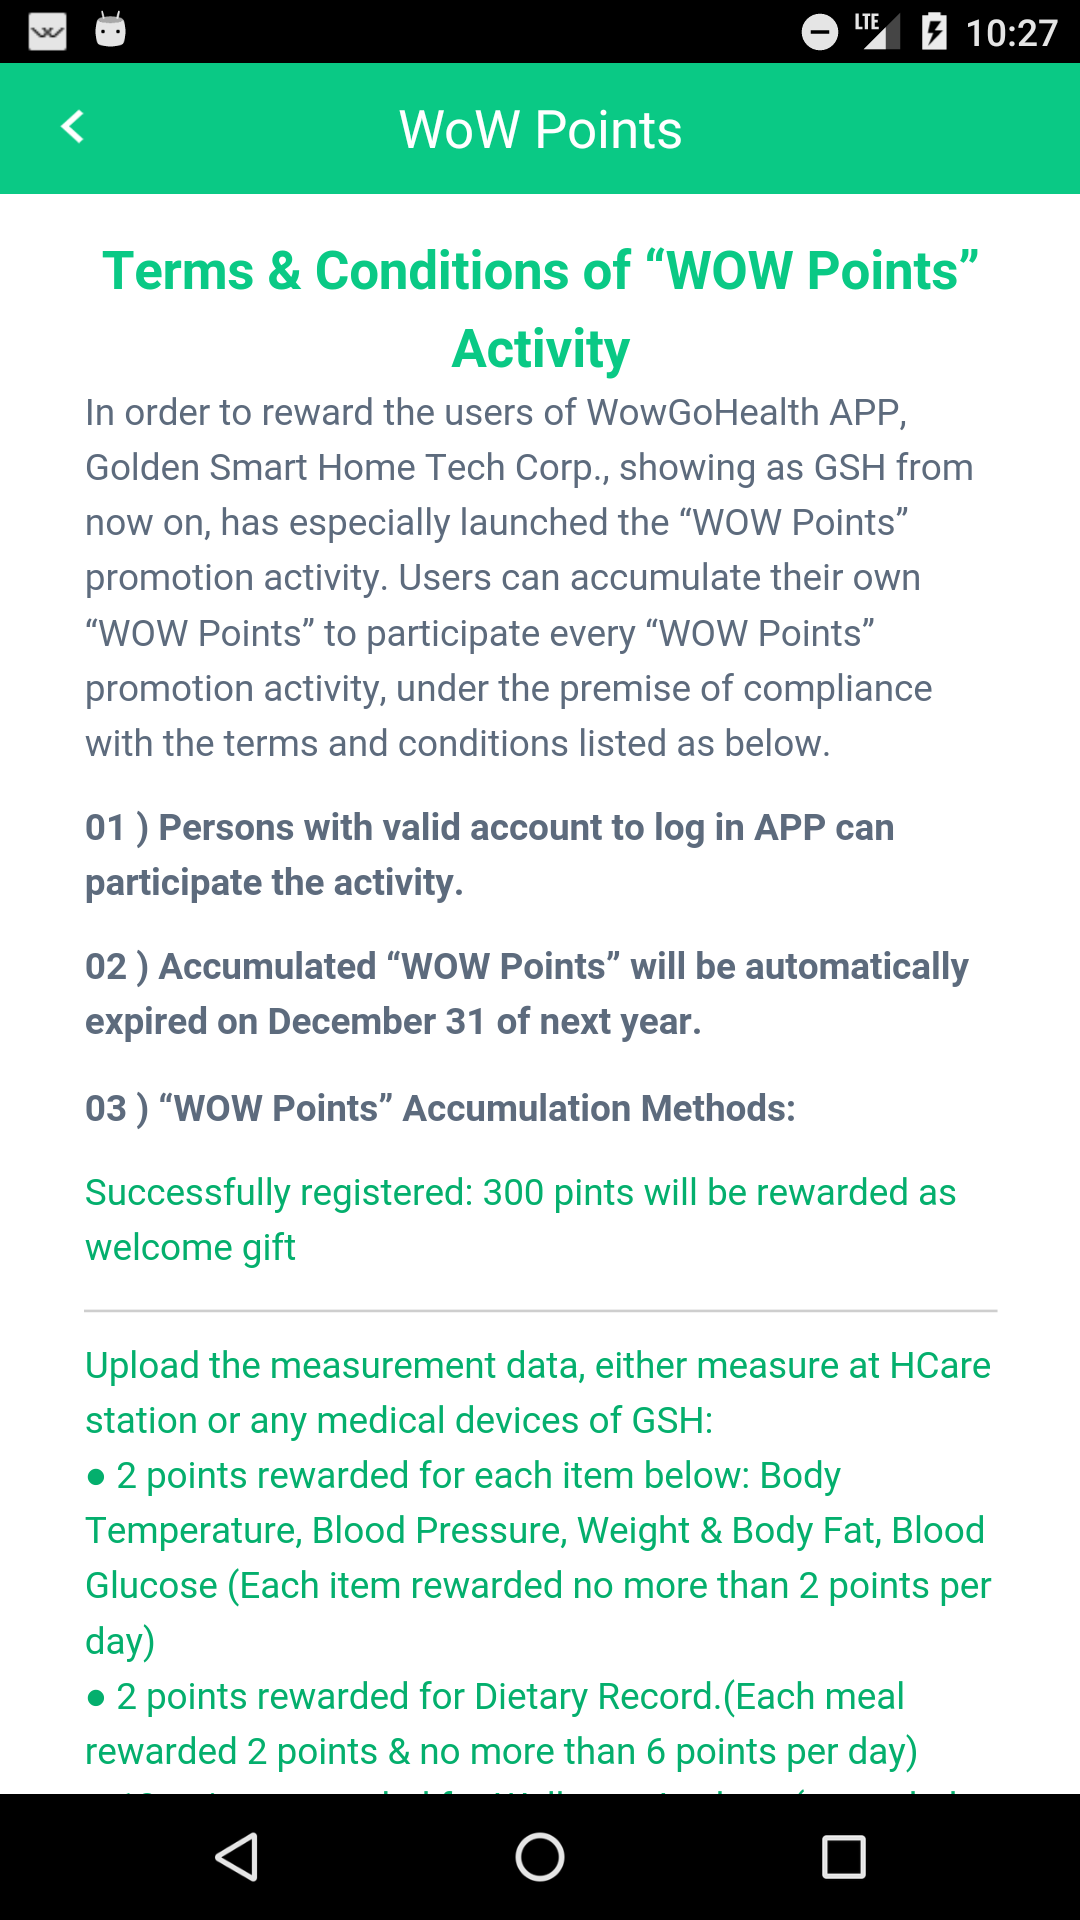 LTE 10:27
WoW Points
Terms & Conditions of “WOW Points”
Activity
In order to reward the users of WowGoHealth APP,
Golden Smart Home Tech Corp., showing as GSH from
now on, has especially launched the “WOW Points”
promotion activity. Users can accumulate their own
“WOW Points” to participate every “WOW Points”
promotion activity, under the premise of compliance
with the terms and conditions listed as below.
01 ) Persons with valid account to log in APP can
participate the activity.
02 ) Accumulated “WOW Points” will be automatically
expired on December 31 of next year.
03 ) “WOW Points” Accumulation Methods:
Successfully registered: 300 pints will be rewarded as
welcome gift
Upload the measurement data, either measure at HCare
station or any medical devices of GSH:
● 2 points rewarded for each item below: Body
Temperature, Blood Pressure, Weight & Body Fat, Blood
Glucose (Each item rewarded no more than 2 points per
day)
● 2 points rewarded for Dietary Record.(Each meal
rewarded 2 points & no more than 6 points per day)